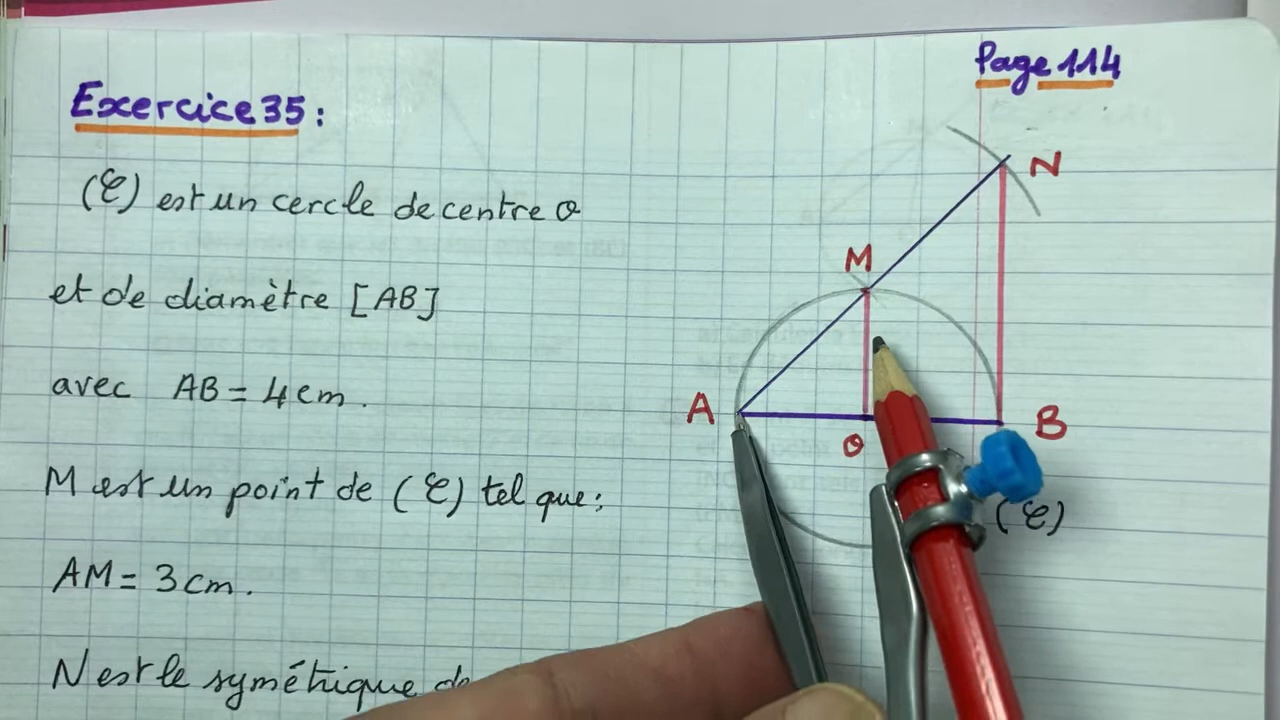 Page 114
Exercice 35 :
(C) est un cercle de centre O
et de diamètre [AB]
avec AB = 4 cm.
M est un point de (C) tel que :
AM = 3 cm.
N est le symétrique de
N
M
A
O
B
(C)